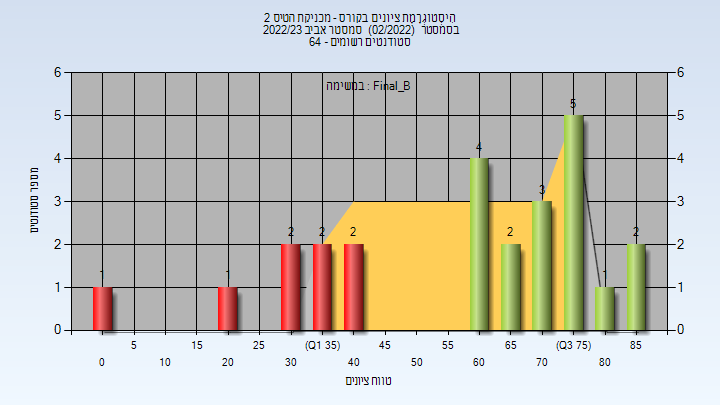 היסטוגרמת ציונים בקורס - מכניקת הטיס 2
בסמסטר (02/2022) סמסטר אביב 2022/23
סטודנטים רשומים - 64
במשימה : Final_B
6 6
5 5
4 4
3 3
2 2
1 1
0 0
מספר סטודנטים
1 1 2 2 2 4 2 3 5 1 2
5 15 25 (Q1 35) 45 55 65 (Q3 75) 85
0 10 20 30 40 50 60 70 80
טווח ציונים